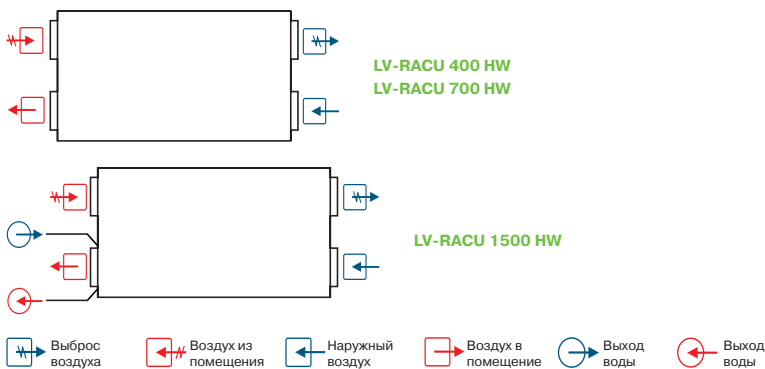 LV-RACU 400 HW
LV-RACU 700 HW
LV-RACU 1500 HW
Выброс воздуха
Воздух из помещения
Наружный воздух
Воздух в помещение
Выход воды
Выход воды